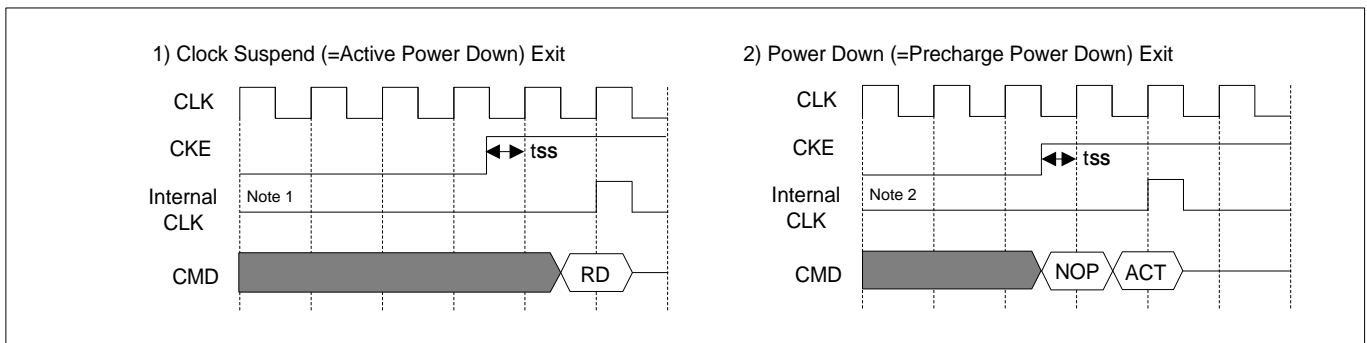 1) Clock Suspend (=Active Power Down) Exit
CLK
CKE
tss
Internal
CLK
Note 1
CMD
RD
2) Power Down (=Precharge Power Down) Exit
CLK
CKE
tss
Internal
CLK
Note 2
CMD
NOP
ACT